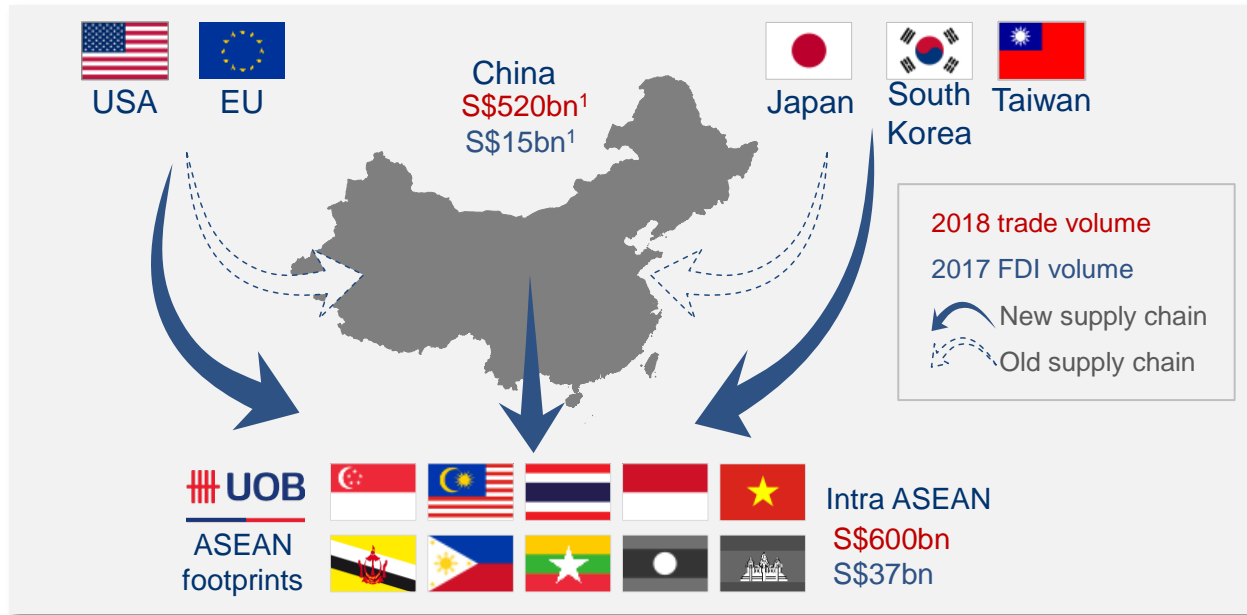 USA
EU
China
S$520bn¹
S$15bn¹
Japan
South
Korea
Taiwan
2018 trade volume
2017 FDI volume
New supply chain
Old supply chain
UOB
ASEAN
footprints
Intra ASEAN
S$600bn
S$37bn